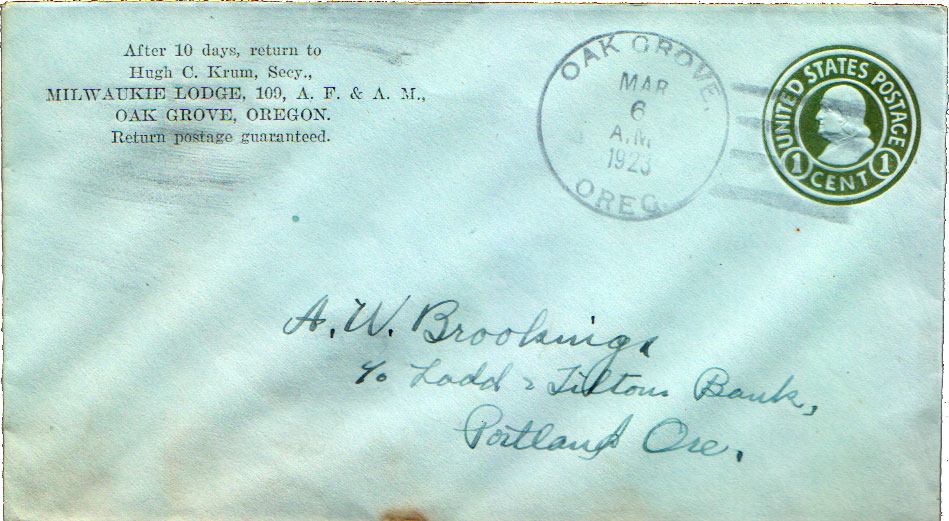 After 10 days, return to
Hugh C. Krum, Secy.,
MILWAUKIE LODGE, 109, A. F. & A. M.,
OAK GROVE, OREGON.
Return postage guaranteed.
OAK GROVE,
MAR
6
A.M.
1923
OREG.
UNITED STATES POSTAGE
1 CENT 1
A. W. Brookings
c/o Ladd & Tiltons Bank,
Portland Ore.